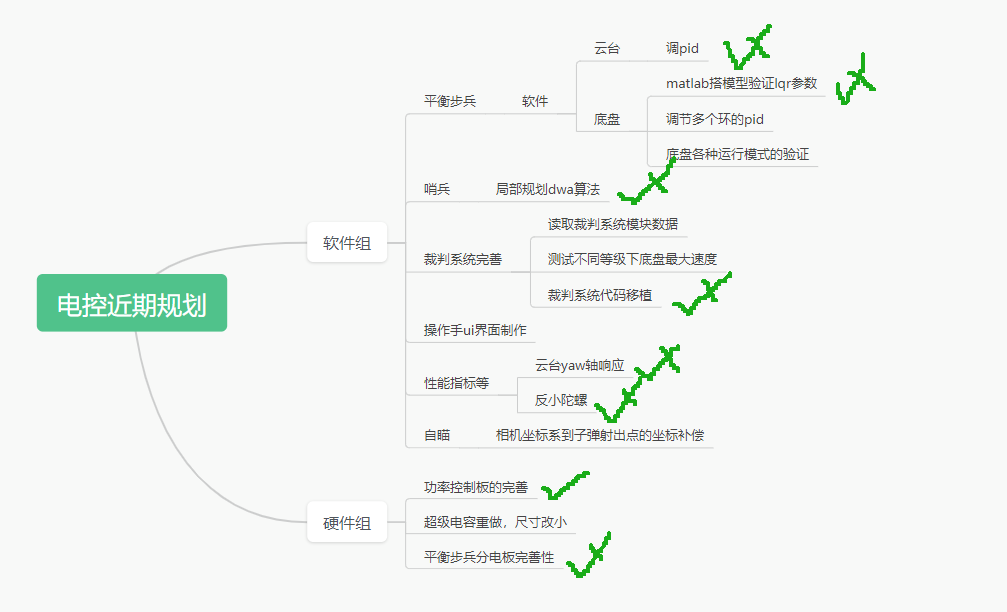 电控近期规划
软件组
平衡步兵
软件
云台
调pid
底盘
matlab搭模型验证lqr参数
调节多个环的pid
底盘各种运行模式的验证
哨兵
局部规划dwa算法
裁判系统完善
读取裁判系统模块数据
测试不同等级下底盘最大速度
裁判系统代码移植
操作手ui界面制作
性能指标等
云台yaw轴响应
反小陀螺
自瞄
相机坐标系到子弹射出点的坐标补偿
硬件组
功率控制板的完善
超级电容重做，尺寸改小
平衡步兵分电板完善性